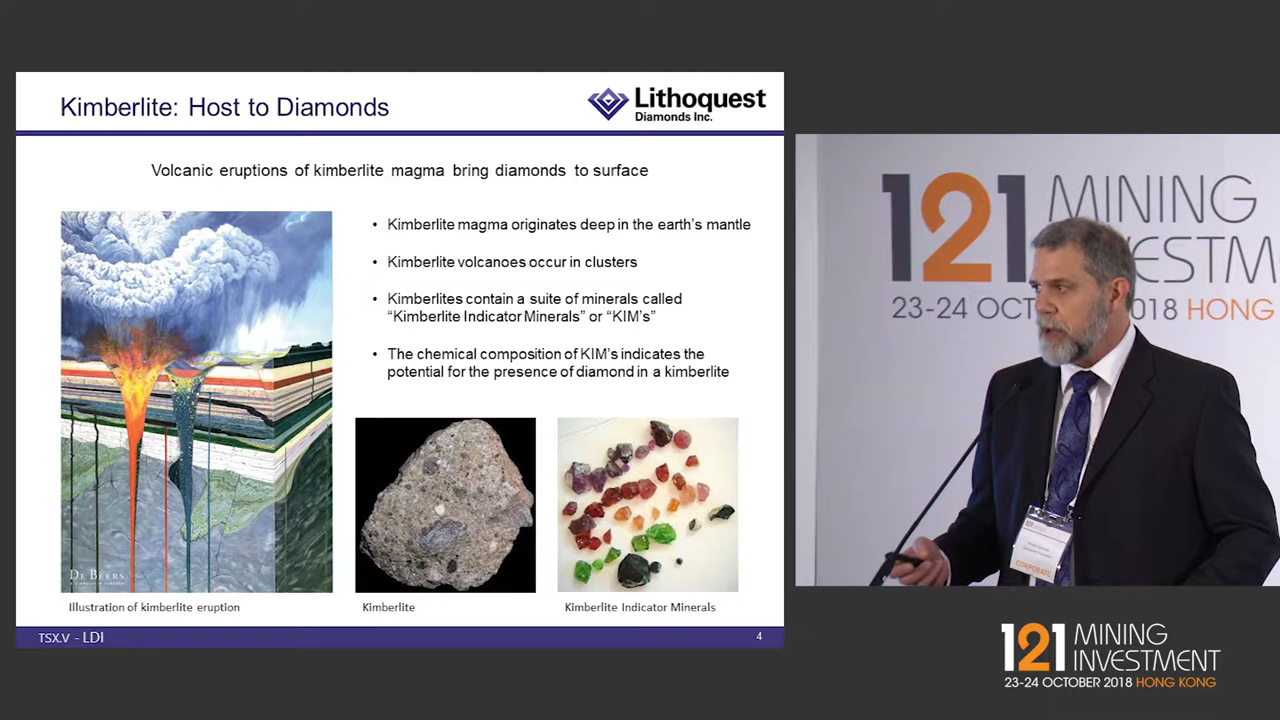 Kimberlite: Host to Diamonds
Lithoquest
Diamonds Inc.
Volcanic eruptions of kimberlite magma bring diamonds to surface
• Kimberlite magma originates deep in the earth's mantle
• Kimberlite volcanoes occur in clusters
• Kimberlites contain a suite of minerals called
"Kimberlite Indicator Minerals" or "KIM's"
• The chemical composition of KIM's indicates the
potential for the presence of diamond in a kimberlite
DE BEERS
Illustration of kimberlite eruption
Kimberlite
Kimberlite Indicator Minerals
TSX.V - LDI
4
121 MINING
INVESTM
23-24 OCTOBER 2018 HONG
CORPORATE
121 MINING
INVESTMENT
23-24 OCTOBER 2018 HONG KONG